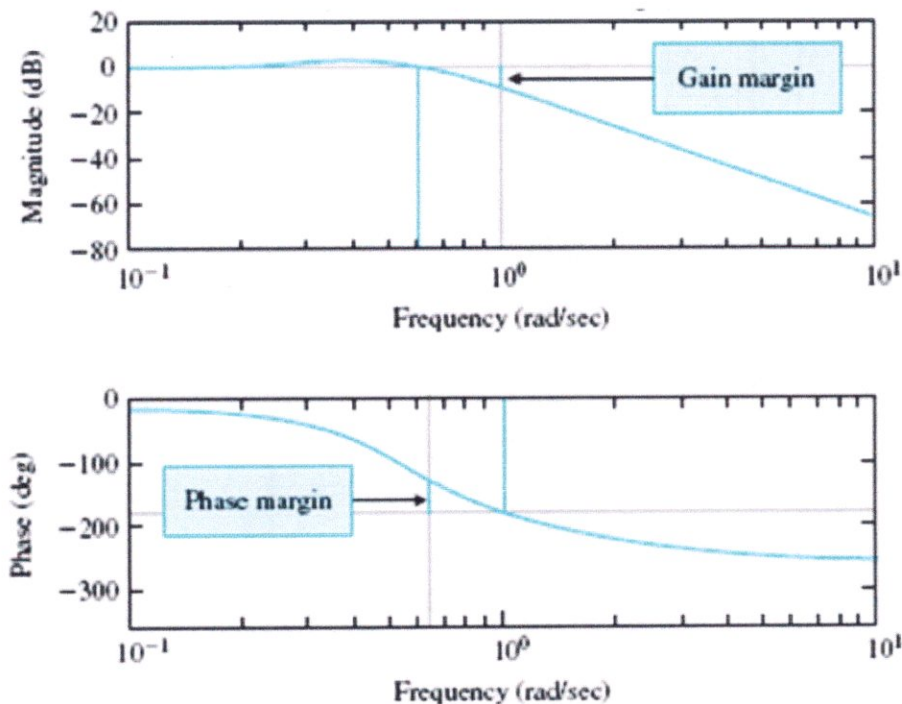 20
0
−20
−40
−60
−80
Magnitude (dB)
Gain margin
10⁻¹
10⁰
10¹
Frequency (rad/sec)
0
−100
−200
−300
Phase (deg)
Phase margin
10⁻¹
10⁰
10¹
Frequency (rad/sec)